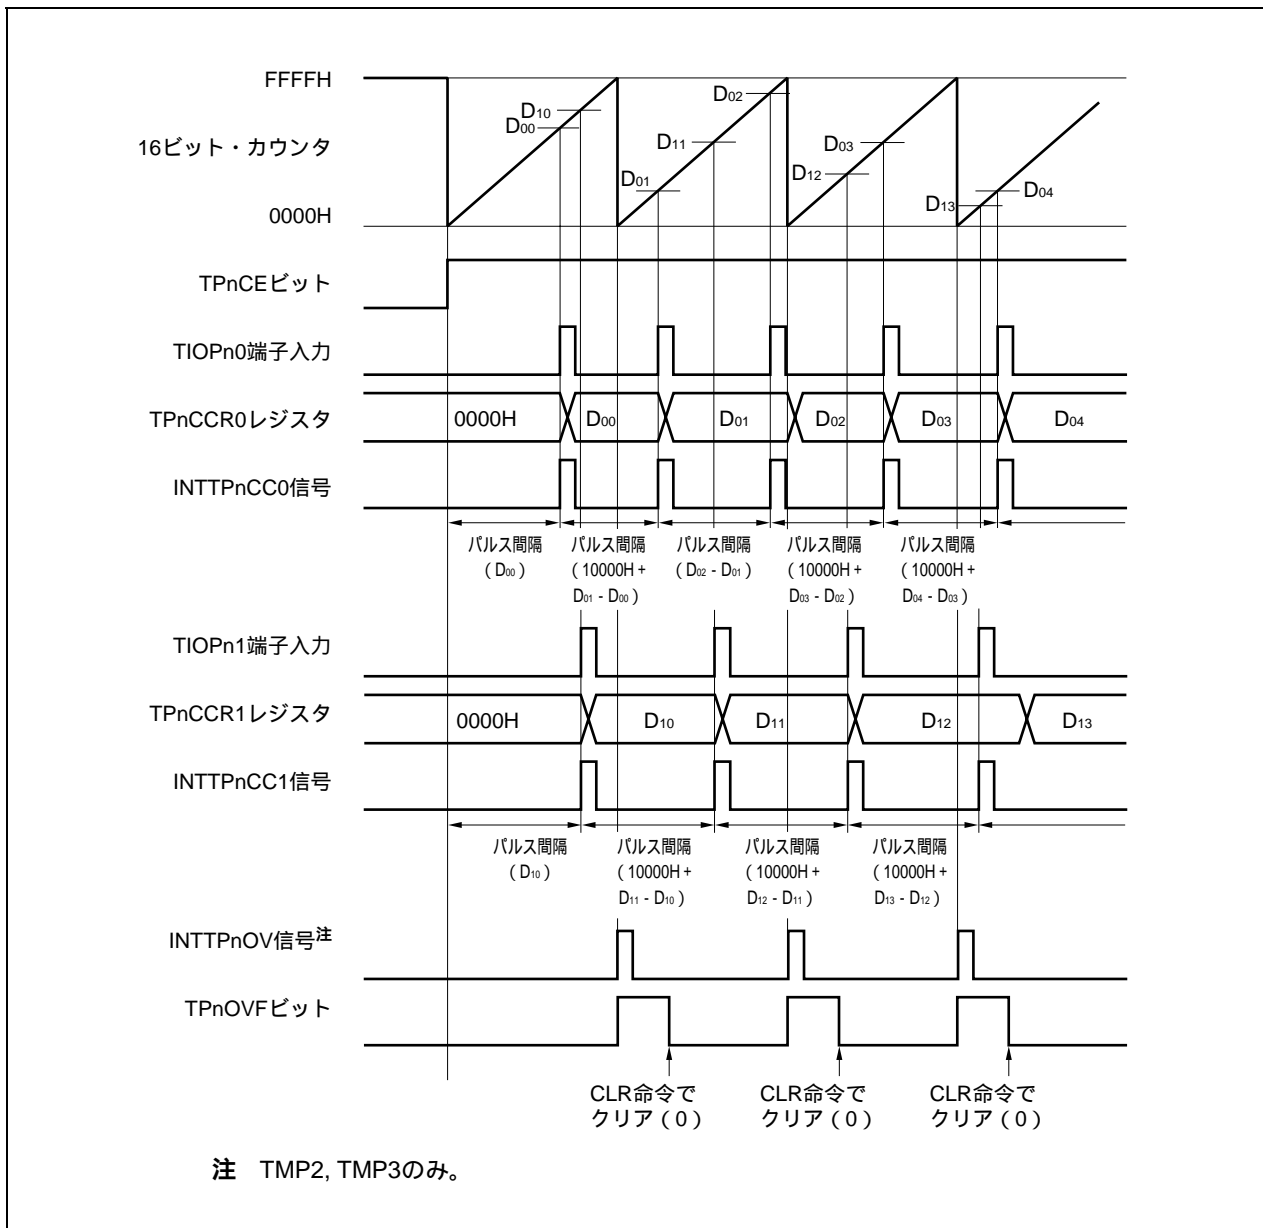 FFFFH
16ビット・カウンタ
0000H
D10
D00
D01
D11
D02
D12
D03
D13
D04
TPnCEビット
TIOPn0端子入力
TPnCCR0レジスタ
0000H D00 D01 D02 D03 D04
INTTPnCC0信号
パルス間隔
(D00)
パルス間隔
(10000H +
D01 - D00)
パルス間隔
(D02 - D01)
パルス間隔
(10000H +
D03 - D02)
パルス間隔
(10000H +
D04 - D03)
TIOPn1端子入力
TPnCCR1レジスタ
0000H D10 D11 D12 D13
INTTPnCC1信号
パルス間隔
(D10)
パルス間隔
(10000H +
D11 - D10)
パルス間隔
(10000H +
D12 - D11)
パルス間隔
(10000H +
D13 - D12)
INTTPnOV信号注
TPnOVFビット
CLR命令で
クリア(0)
CLR命令で
クリア(0)
CLR命令で
クリア(0)
注 TMP2, TMP3のみ。